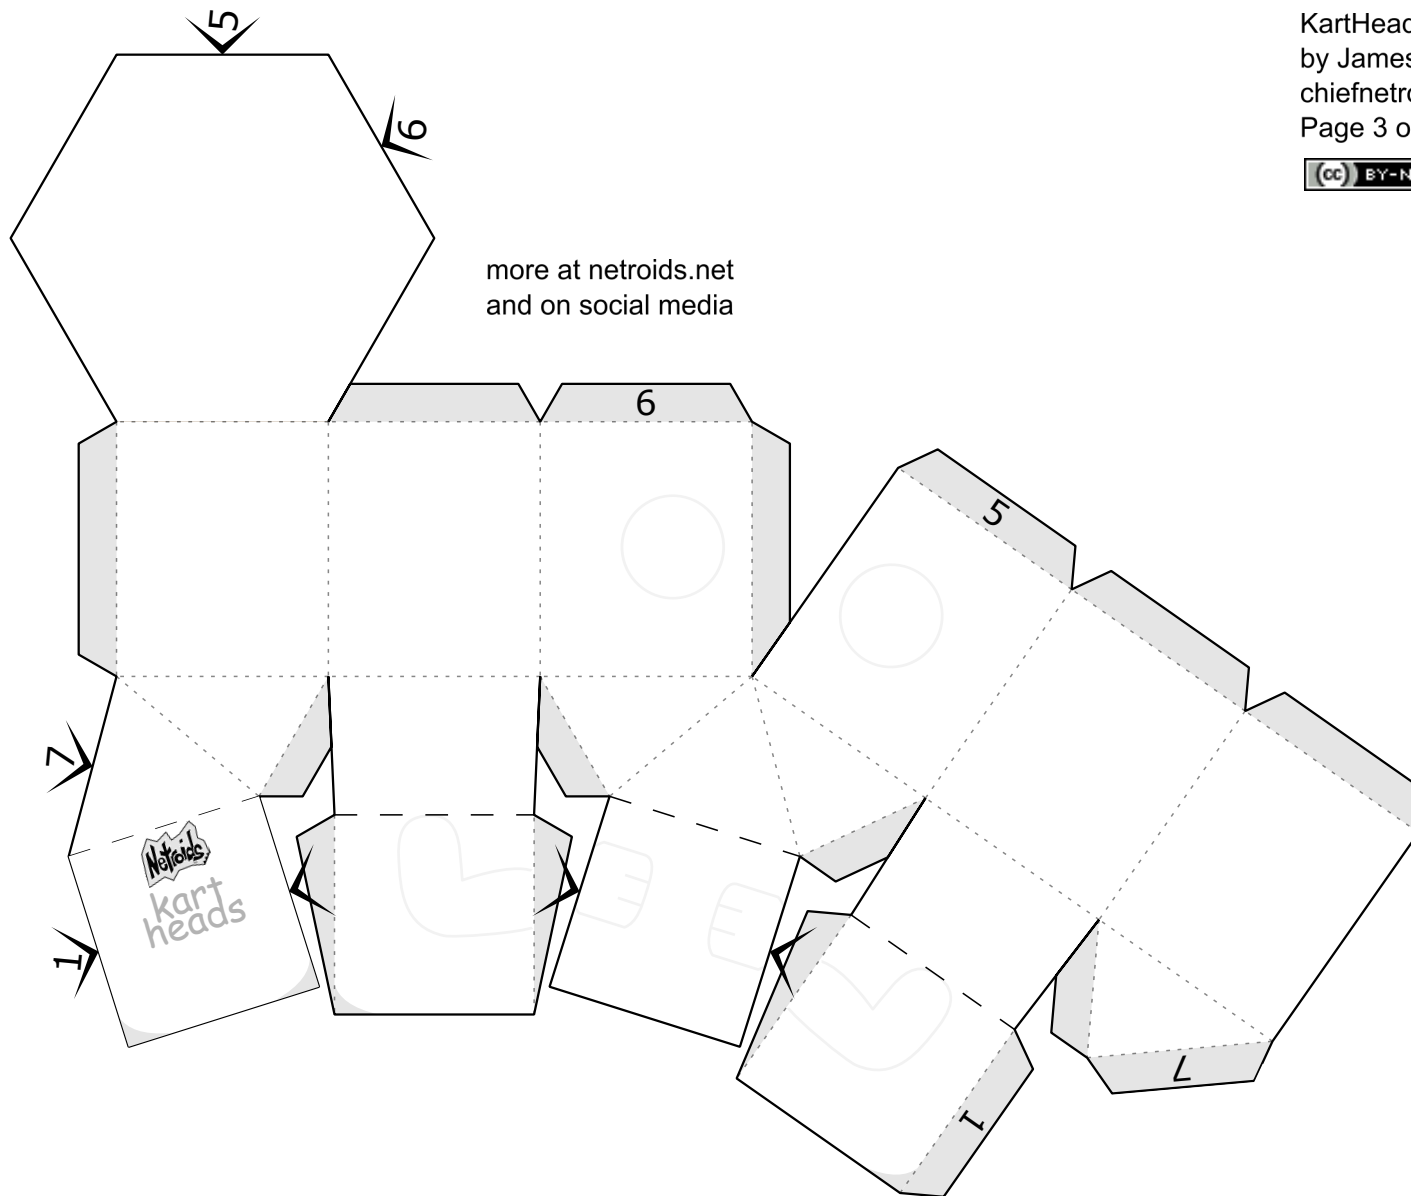 5
6
KartHead
by James
chiefnetro
Page 3 o
(cc) BY-N
more at netroids.net
and on social media
6
5
7
Netroids
kart
heads
1
7
1